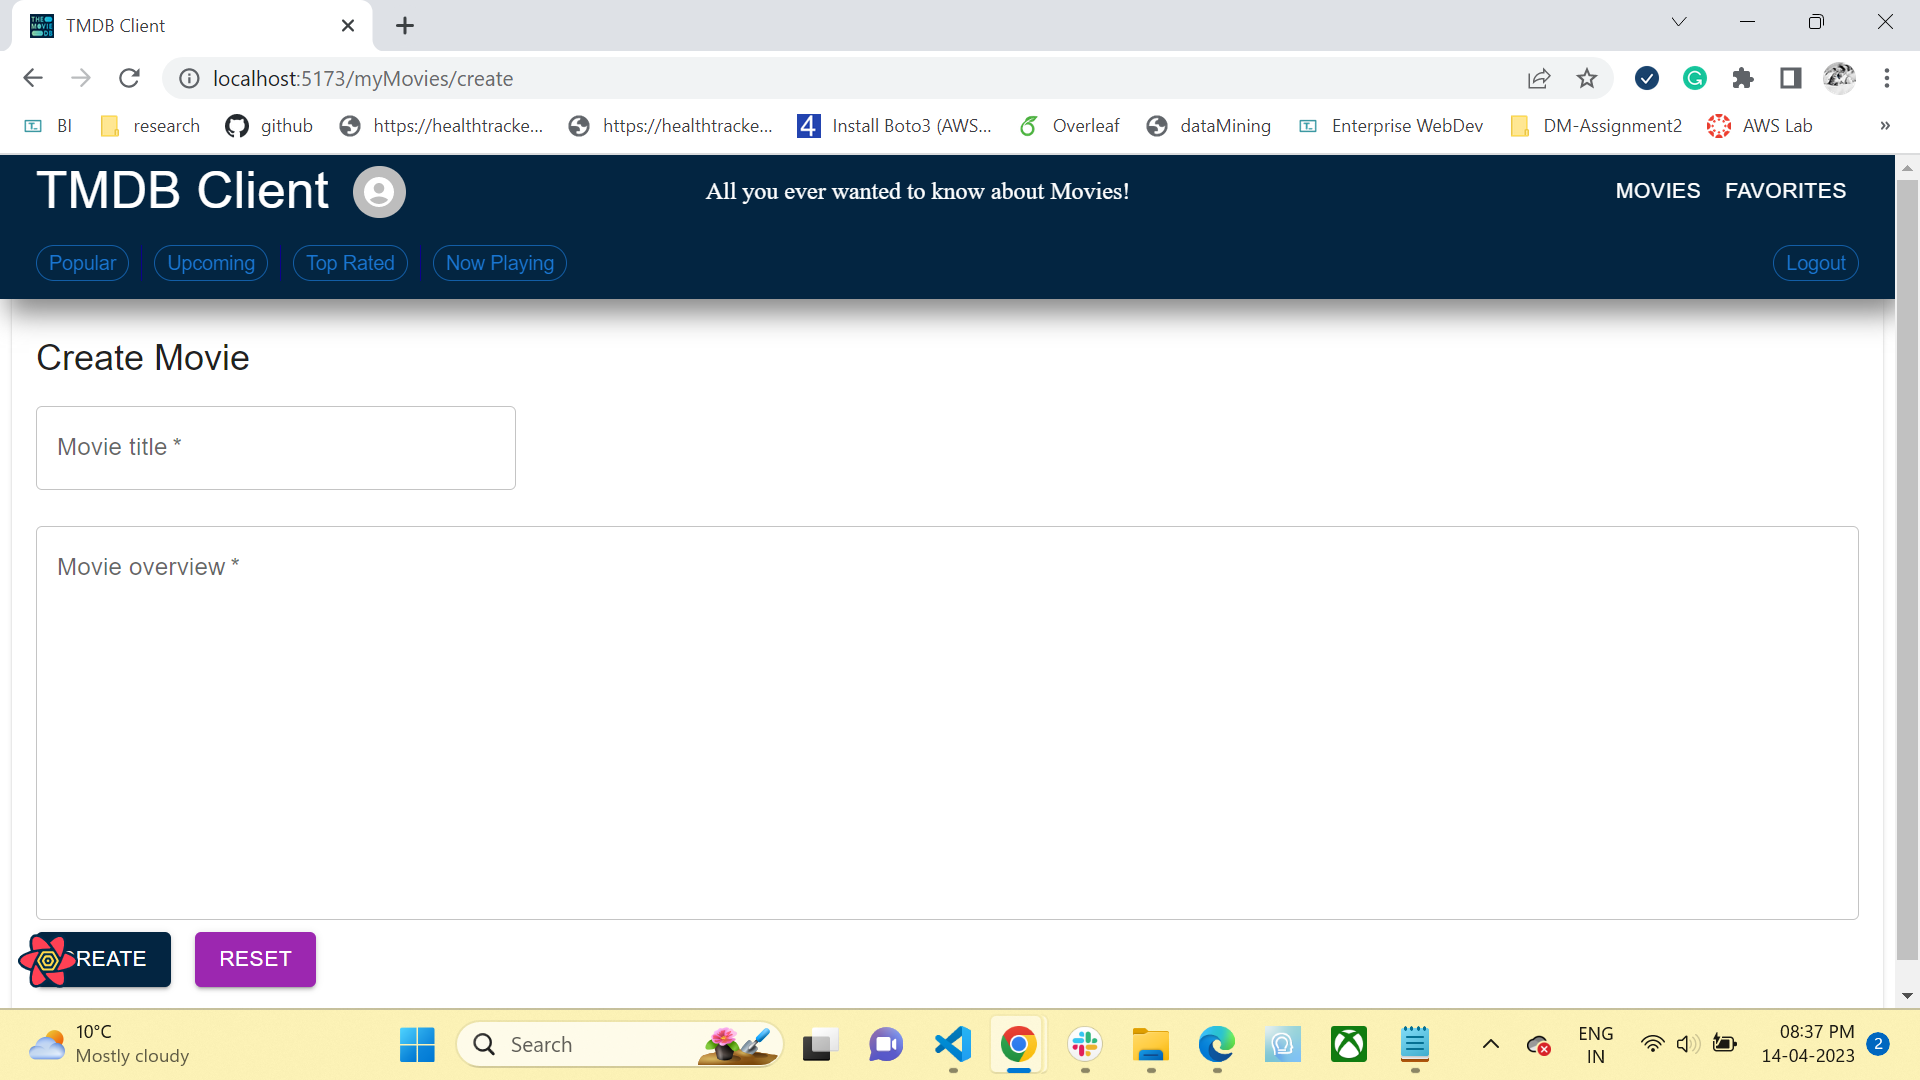 TMDB Client
localhost:5173/myMovies/create
BI research github https://healthtracke... https://healthtracke... 4 Install Boto3 (AWS... Overleaf dataMining Enterprise WebDev DM-Assignment2 AWS Lab »
TMDB Client All you ever wanted to know about Movies! MOVIES FAVORITES
Popular Upcoming Top Rated Now Playing Logout
Create Movie
Movie title *
Movie overview *
REATE RESET
10°C
Mostly cloudy
Search
ENG
IN
08:37 PM
14-04-2023
2